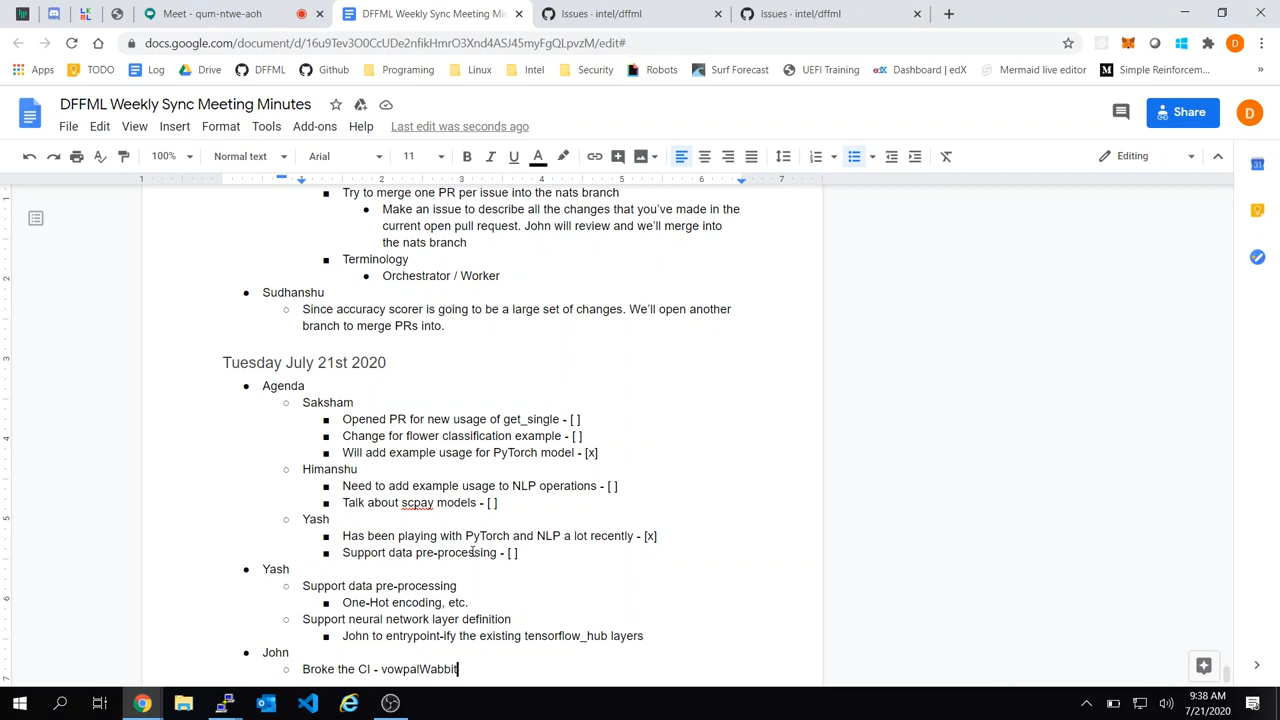 Meet - qum-ntwe-aoh
DFFML Weekly Sync Meeting Mi
Issues · intel/dffml
Issues · intel/dffml
docs.google.com/document/d/16u9Tev3O0CcUDe2nfikHmrO3Xnd4ASJ45myFgQLpvzM/edit#
D
Apps TODO Log Drive DFFML Github Programing Linux Intel Security Robots Surf Forecast UEFI Training Dashboard | edX Mermaid live editor Simple Reinforcem...
DFFML Weekly Sync Meeting Minutes
File Edit View Insert Format Tools Add-ons Help Last edit was seconds ago
Share
D
100% Normal text Arial 11 B I U A Editing
1 1 2 3 4 5 6 7
Try to merge one PR per issue into the nats branch
Make an issue to describe all the changes that you've made in the
current open pull request. John will review and we'll merge into
the nats branch
Terminology
Orchestrator / Worker
Sudhanshu
Since accuracy scorer is going to be a large set of changes. We'll open another
branch to merge PRs into.
Tuesday July 21st 2020
Agenda
Saksham
Opened PR for new usage of get_single - [ ]
Change for flower classification example - [ ]
Will add example usage for PyTorch model - [x]
Himanshu
Need to add example usage to NLP operations - [ ]
Talk about scpay models - [ ]
Yash
Has been playing with PyTorch and NLP a lot recently - [x]
Support data pre-processing - [ ]
Yash
Support data pre-processing
One-Hot encoding, etc.
Support neural network layer definition
John to entrypoint-ify the existing tensorflow_hub layers
John
Broke the CI - vowpalWabbit
9:38 AM
7/21/2020